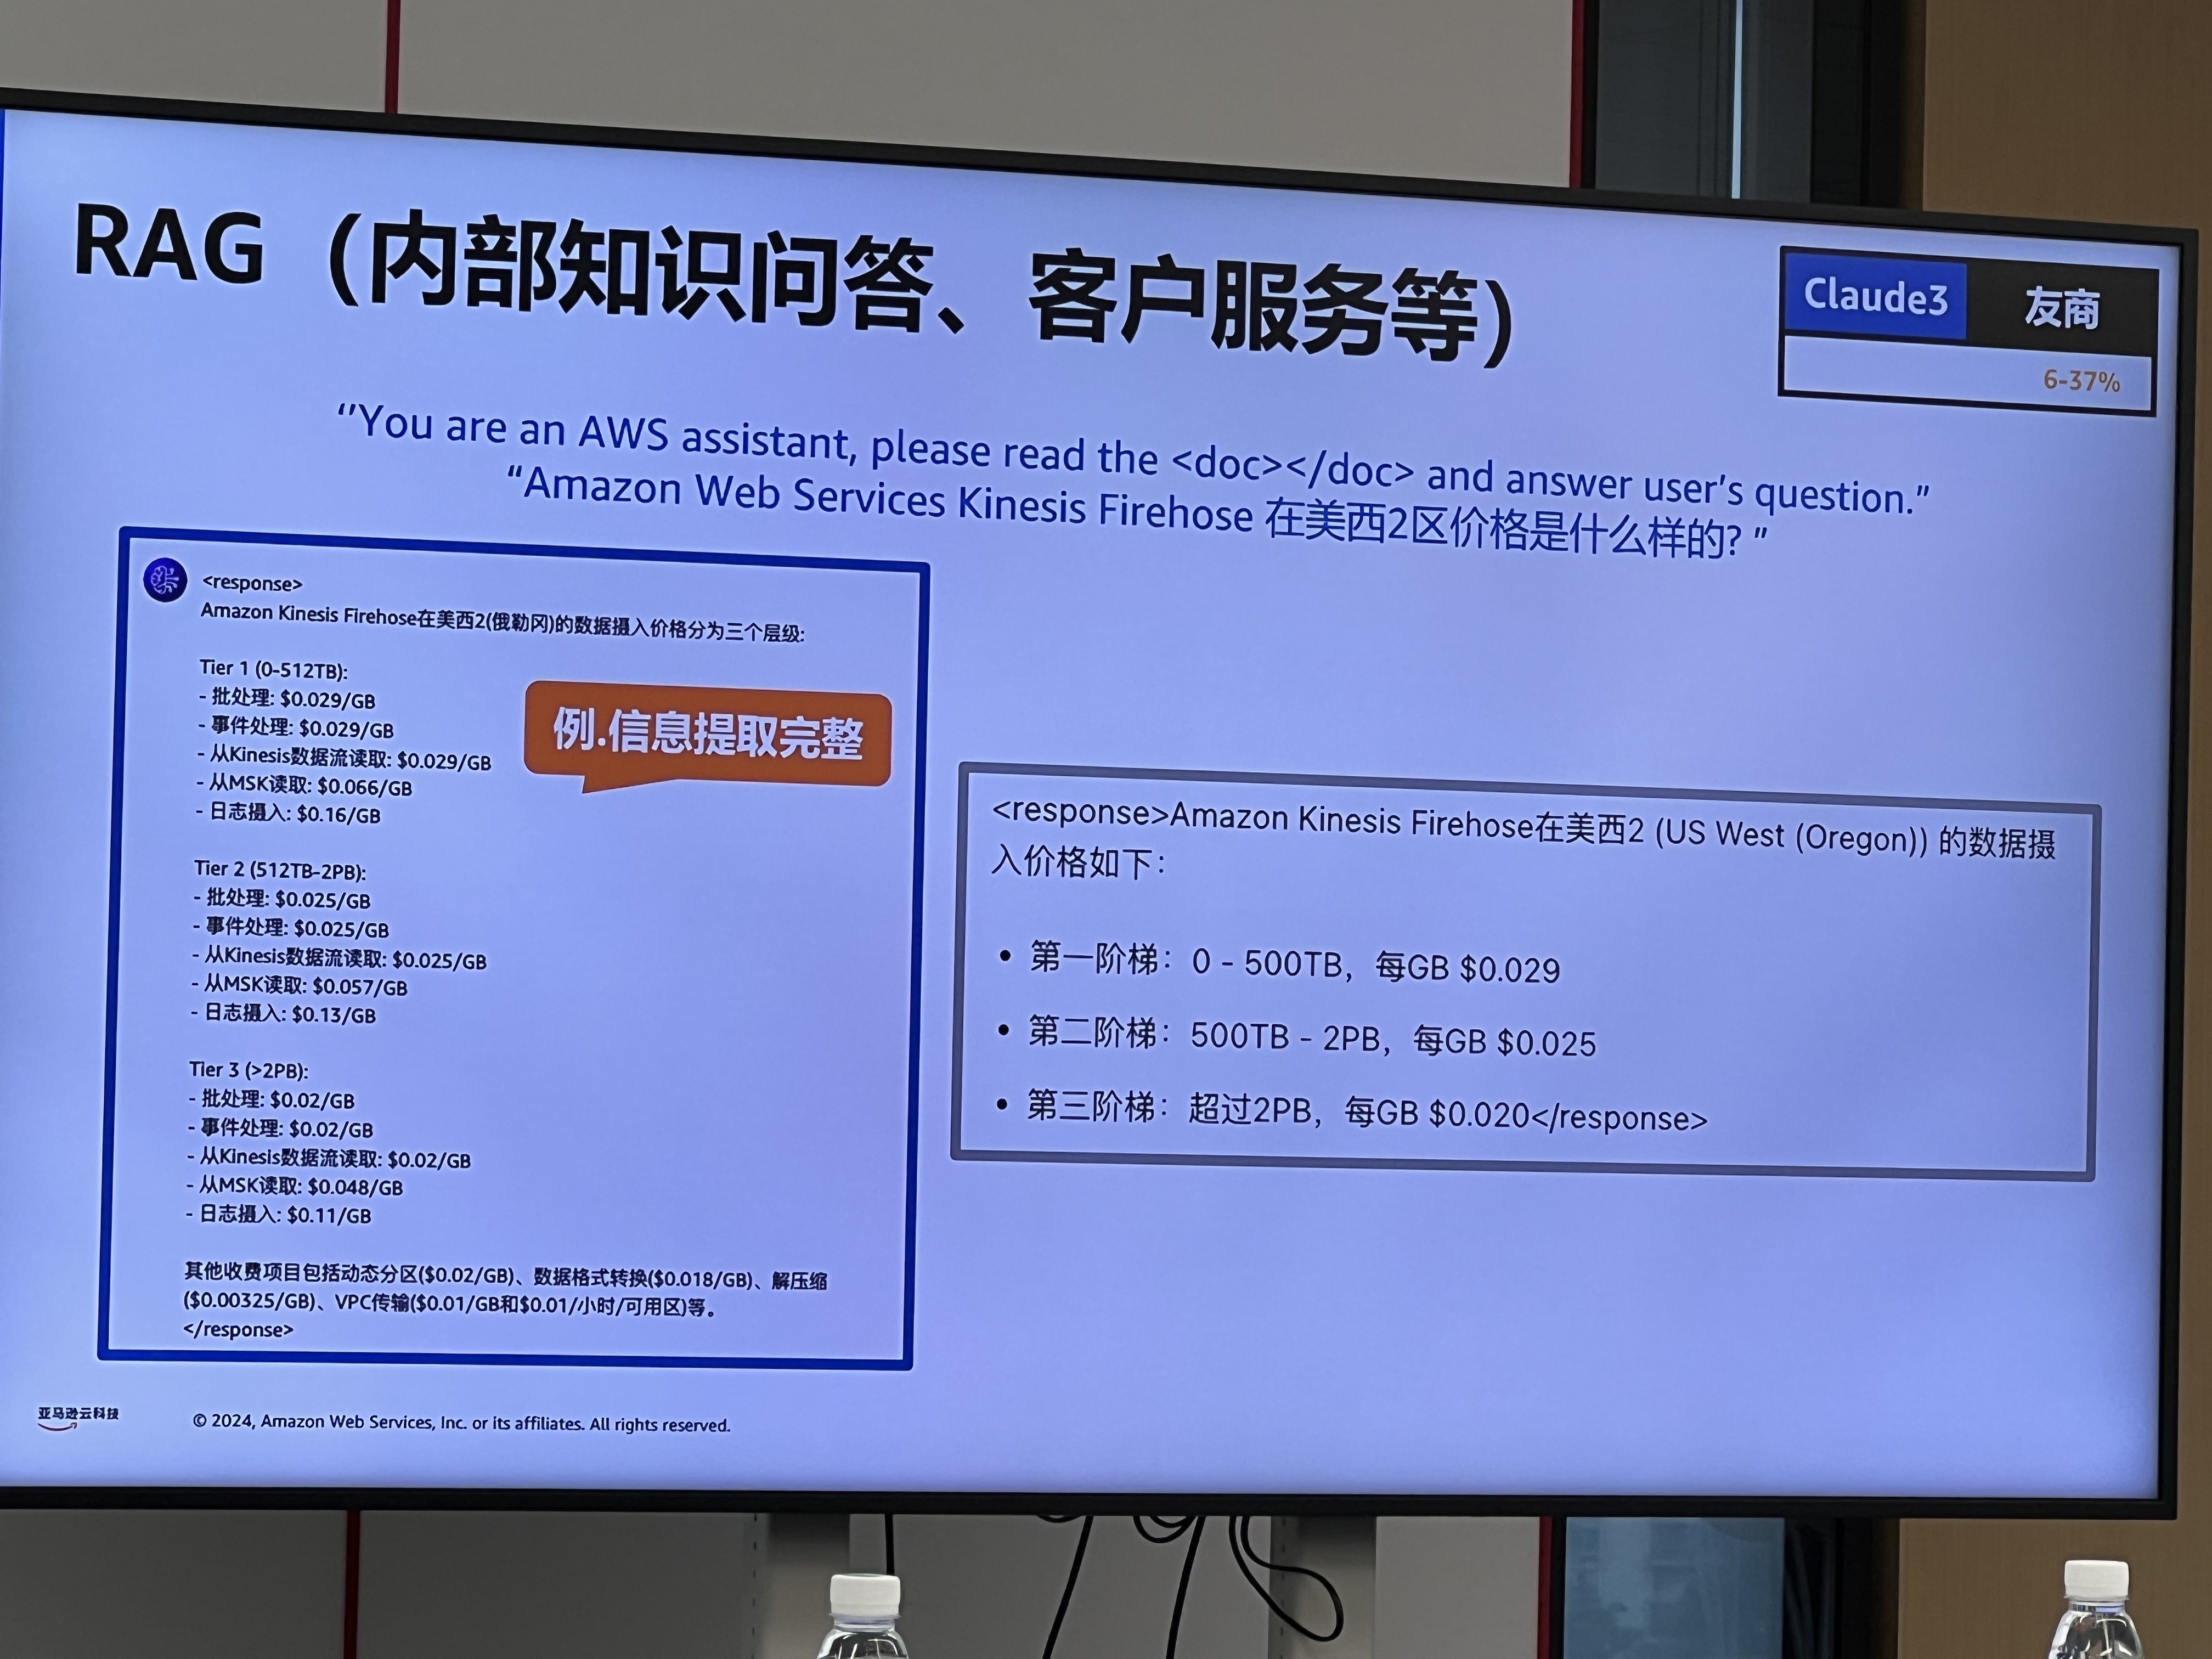 RAG（内部知识问答、客户服务等）
Claude3 友商
6-37%
‘’You are an AWS assistant, please read the <doc></doc> and answer user’s question.”
“Amazon Web Services Kinesis Firehose 在美西2区价格是什么样的? ”
<response>
Amazon Kinesis Firehose在美西2(俄勒冈)的数据摄入价格分为三个层级:
Tier 1 (0-512TB):
- 批处理: $0.029/GB
- 事件处理: $0.029/GB
- 从Kinesis数据流读取: $0.029/GB
- 从MSK读取: $0.066/GB
- 日志摄入: $0.16/GB
例.信息提取完整
Tier 2 (512TB-2PB):
- 批处理: $0.025/GB
- 事件处理: $0.025/GB
- 从Kinesis数据流读取: $0.025/GB
- 从MSK读取: $0.057/GB
- 日志摄入: $0.13/GB
Tier 3 (>2PB):
- 批处理: $0.02/GB
- 事件处理: $0.02/GB
- 从Kinesis数据流读取: $0.02/GB
- 从MSK读取: $0.048/GB
- 日志摄入: $0.11/GB
其他收费项目包括动态分区($0.02/GB)、数据格式转换($0.018/GB)、解压缩
($0.00325/GB)、VPC传输($0.01/GB和$0.01/小时/可用区)等。
</response>
<response>Amazon Kinesis Firehose在美西2 (US West (Oregon)) 的数据摄
入价格如下：
• 第一阶梯：0 - 500TB，每GB $0.029
• 第二阶梯：500TB - 2PB，每GB $0.025
• 第三阶梯：超过2PB，每GB $0.020</response>
亚马逊云科技
© 2024, Amazon Web Services, Inc. or its affiliates. All rights reserved.